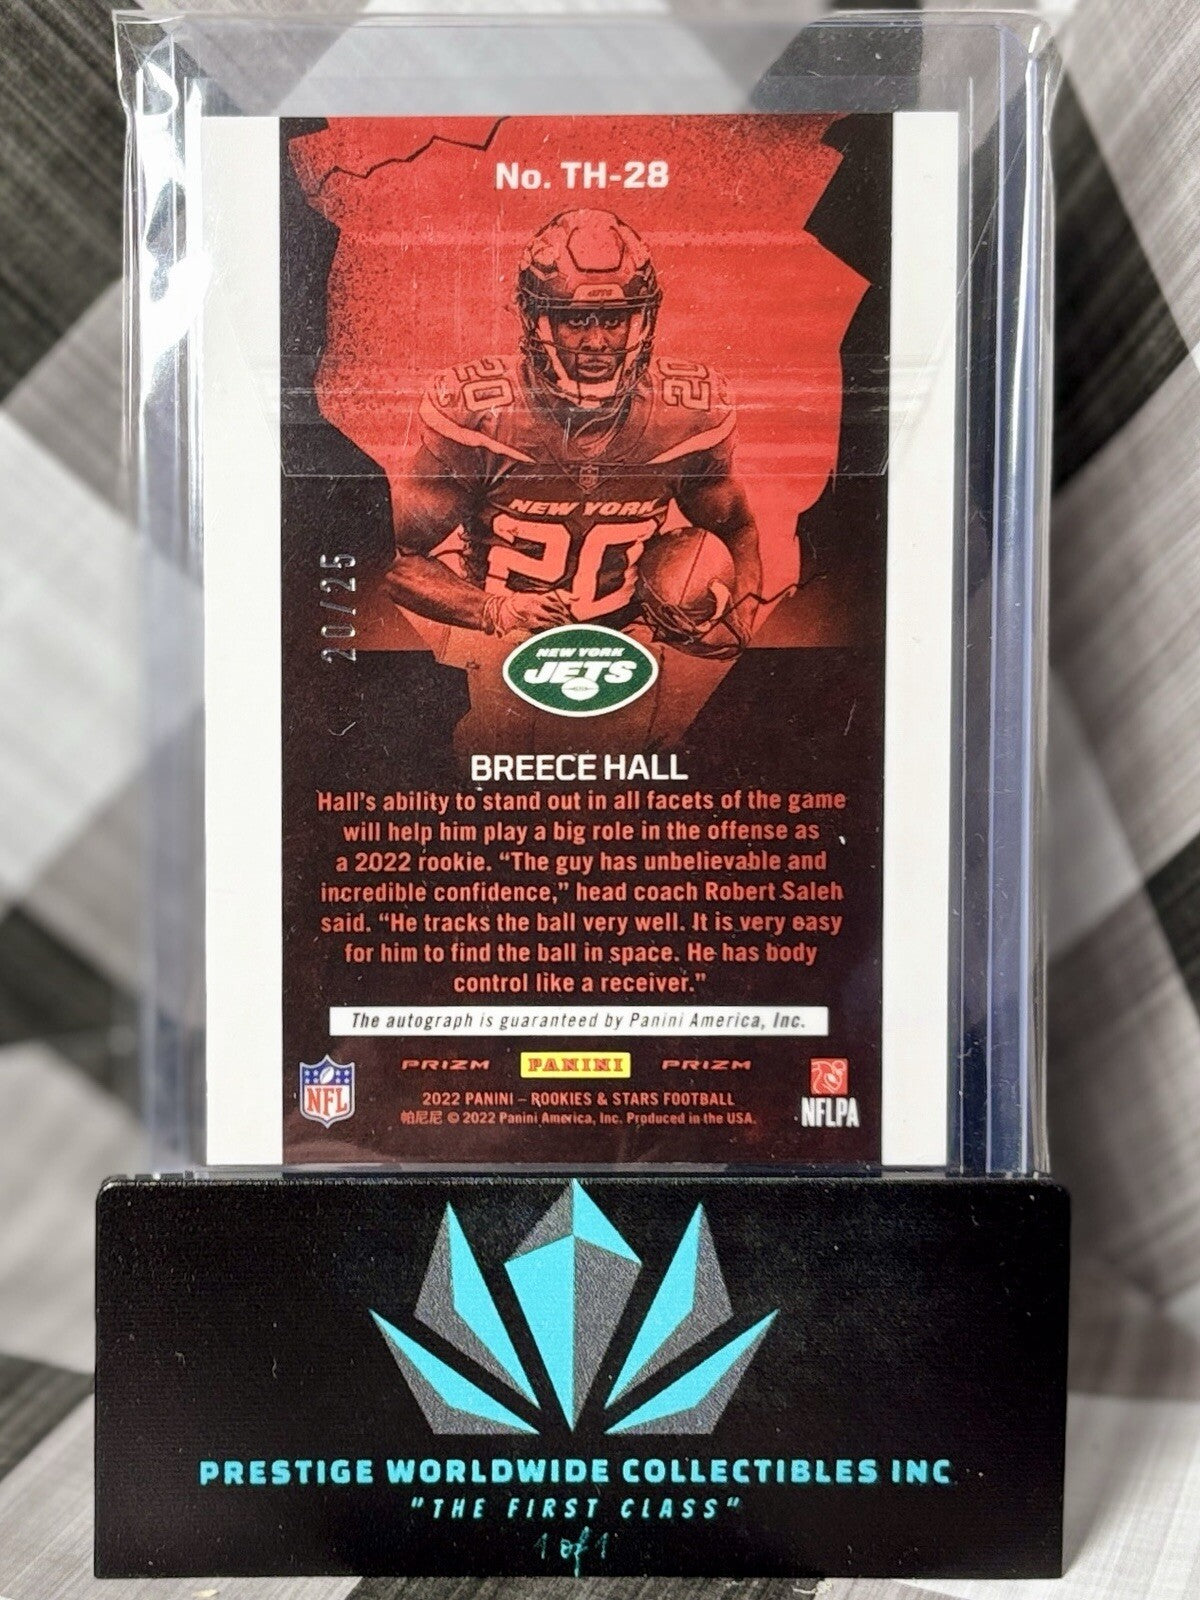 No. TH-28
JETS
20
20
NEW YORK
20
20/25
NEW YORK
JETS
BREECE HALL
Hall's ability to stand out in all facets of the game
will help him play a big role in the offense as
a 2022 rookie. “The guy has unbelievable and
incredible confidence,” head coach Robert Saleh
said. “He tracks the ball very well. It is very easy
for him to find the ball in space. He has body
control like a receiver.”
The autograph is guaranteed by Panini America, Inc.
PRIZM PANINI PRIZM
NFL
2022 PANINI – ROOKIES & STARS FOOTBALL
帕尼尼 © 2022 Panini America, Inc. Produced in the USA.
NFLPA
PRESTIGE WORLDWIDE COLLECTIBLES INC
"THE FIRST CLASS"
1 of 1